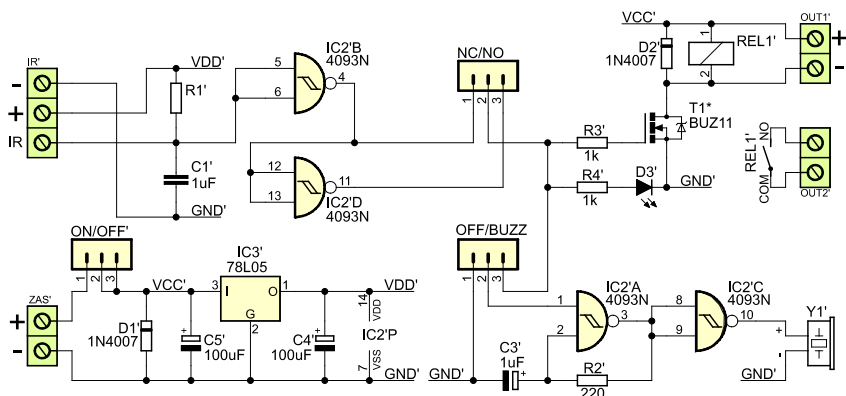 IR'
-
+
IR
VDD'
R1'
C1'
1uF
GND'
IC2'B
4093N
5
6
4
12
13
11
IC2'D
4093N
NC/NO
1
2
3
VCC'
D2'
1N4007
1
2
REL1'
OUT1'
+
-
T1*
BUZ11
R3'
1k
R4'
1k
D3'
GND'
REL1'
COM
NO
OUT2'
ON/OFF'
1
2
3
ZAS'
+
-
VCC'
D1'
1N4007
C5'
100uF
+
IC3'
78L05
3
I
O
1
G
2
C4'
100uF
+
VDD'
14
VDD
IC2'P
7
VSS
GND'
OFF/BUZZ
1
2
3
IC2'A
4093N
1
2
3
C3'
1uF
+
GND'
R2'
220
IC2'C
4093N
8
9
10
+
-
Y1'
GND'